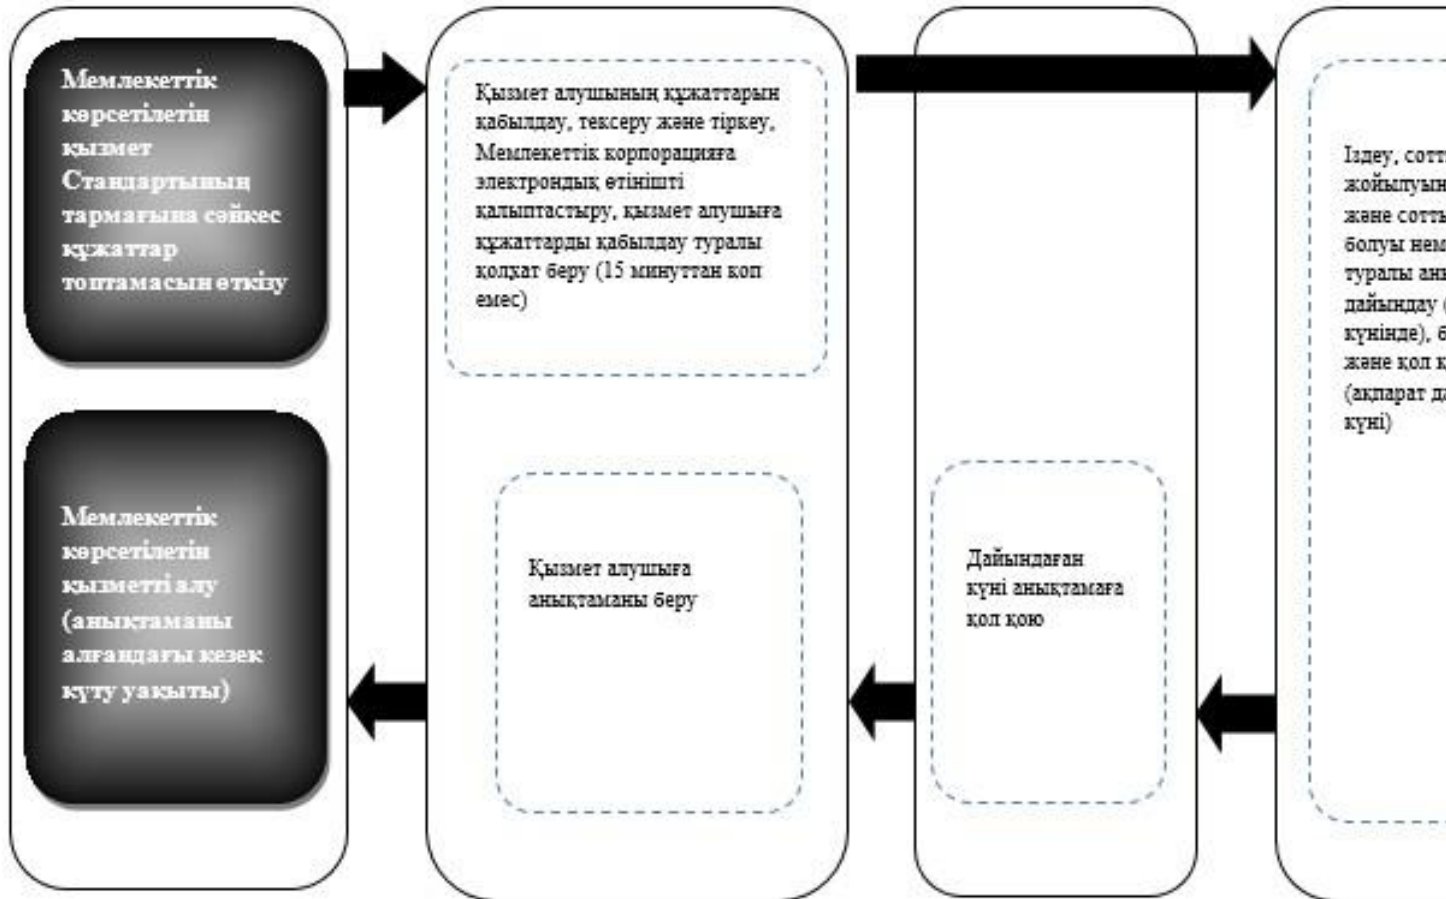 Мемлекеттік
көрсетілетін
қызмет
Стандартының
тармағына сәйкес
құжаттар
топтамасын өткізу
Қызмет алушының құжаттарын
қабылдау, тексеру және тіркеу,
Мемлекеттік корпорацияға
электрондық өтінішті
қалыптастыру, қызмет алушыға
құжаттарды қабылдау туралы
қолхат беру (15 минуттан көп
емес)
Іздеу,
және
туралы
дайындау
күнінде),
және қол
(ақпарат
күні)
Мемлекеттік
көрсетілетін
қызметті алу
(анықтаманы
алғандағы кезек
күту уақыты)
Қызмет алушыға
анықтаманы беру
Дайындаған
күні анықтамаға
қол қою